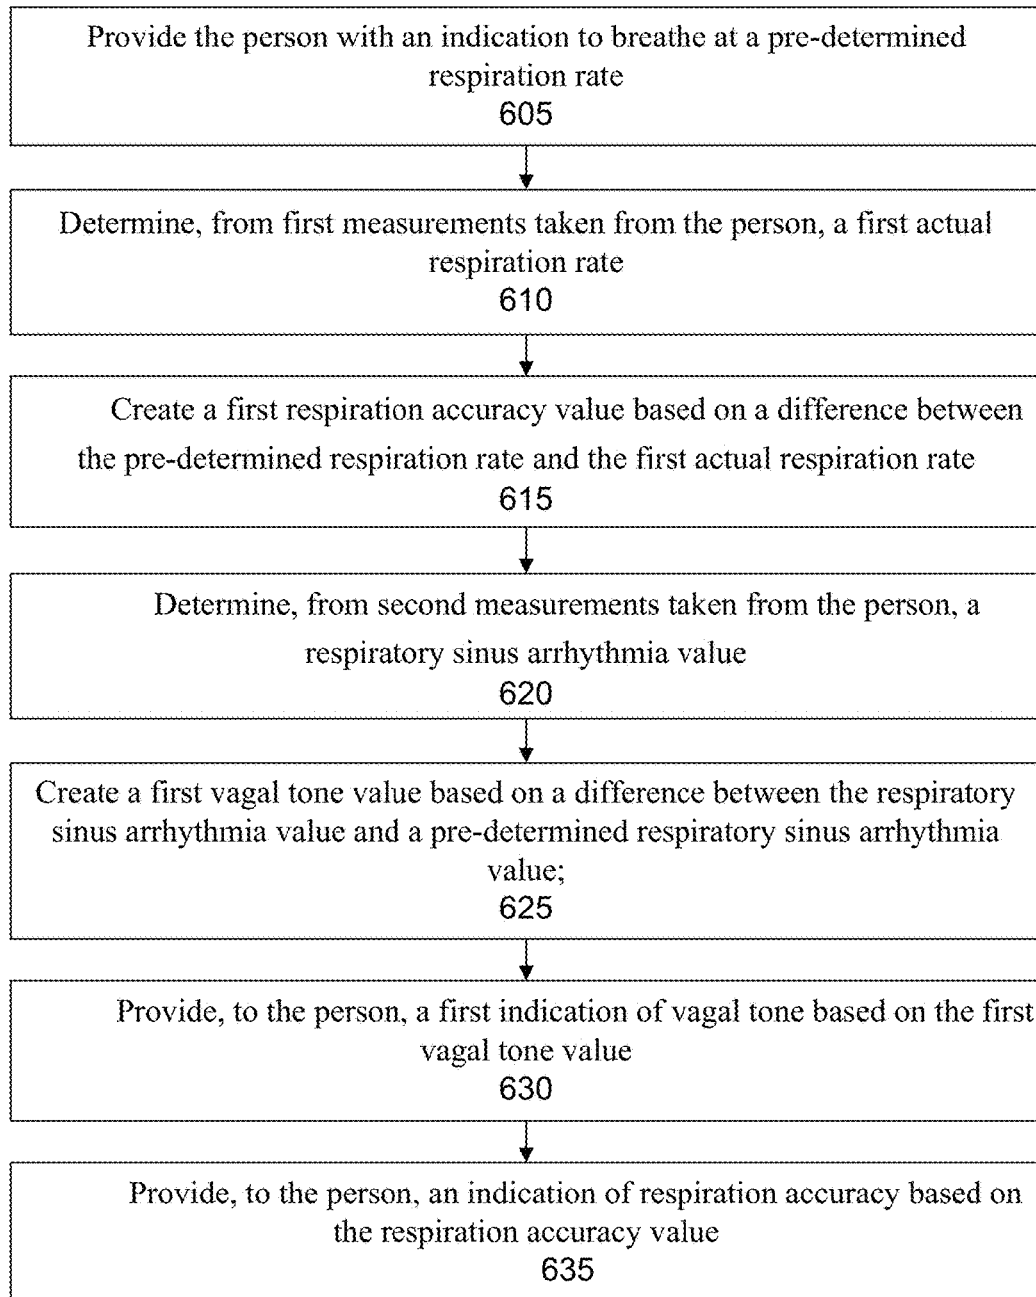 Provide the person with an indication to breathe at a pre-determined
respiration rate
605
Determine, from first measurements taken from the person, a first actual
respiration rate
610
Create a first respiration accuracy value based on a difference between
the pre-determined respiration rate and the first actual respiration rate
615
Determine, from second measurements taken from the person, a
respiratory sinus arrhythmia value
620
Create a first vagal tone value based on a difference between the respiratory
sinus arrhythmia value and a pre-determined respiratory sinus arrhythmia
value;
625
Provide, to the person, a first indication of vagal tone based on the first
vagal tone value
630
Provide, to the person, an indication of respiration accuracy based on
the respiration accuracy value
635